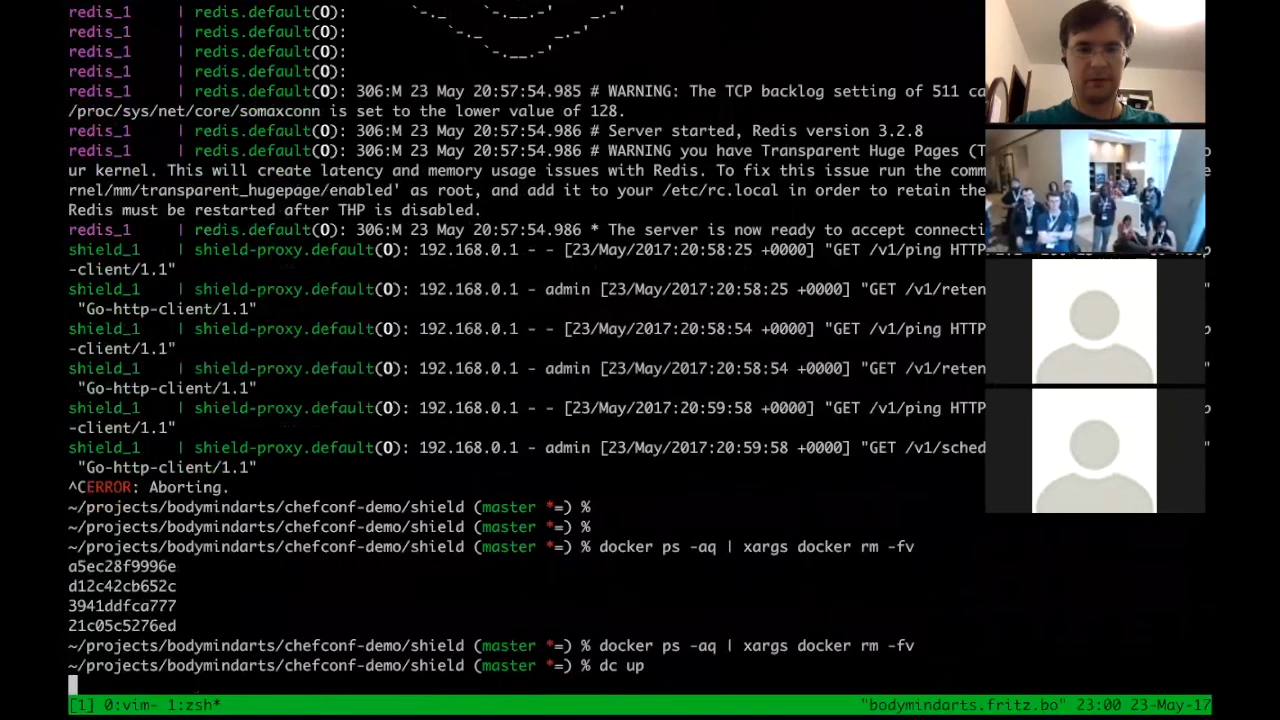 redis_1 | redis.default(O): `-._ `-.__.-' _.-'
redis_1 | redis.default(O): `-._ _.-'
redis_1 | redis.default(O): `-.__.-'
redis_1 | redis.default(O):
redis_1 | redis.default(O): 306:M 23 May 20:57:54.985 # WARNING: The TCP backlog setting of 511 ca
/proc/sys/net/core/somaxconn is set to the lower value of 128.
redis_1 | redis.default(O): 306:M 23 May 20:57:54.986 # Server started, Redis version 3.2.8
redis_1 | redis.default(O): 306:M 23 May 20:57:54.986 # WARNING you have Transparent Huge Pages (T
ur kernel. This will create latency and memory usage issues with Redis. To fix this issue run the comm
rnel/mm/transparent_hugepage/enabled' as root, and add it to your /etc/rc.local in order to retain the
Redis must be restarted after THP is disabled.
redis_1 | redis.default(O): 306:M 23 May 20:57:54.986 * The server is now ready to accept connecti
shield_1 | shield-proxy.default(O): 192.168.0.1 - - [23/May/2017:20:58:25 +0000] "GET /v1/ping HTTP
-client/1.1"
shield_1 | shield-proxy.default(O): 192.168.0.1 - admin [23/May/2017:20:58:25 +0000] "GET /v1/reten "
"Go-http-client/1.1"
shield_1 | shield-proxy.default(O): 192.168.0.1 - - [23/May/2017:20:58:54 +0000] "GET /v1/ping HTTP p
-client/1.1"
shield_1 | shield-proxy.default(O): 192.168.0.1 - admin [23/May/2017:20:58:54 +0000] "GET /v1/reten "
"Go-http-client/1.1"
shield_1 | shield-proxy.default(O): 192.168.0.1 - - [23/May/2017:20:59:58 +0000] "GET /v1/ping HTTP p
-client/1.1"
shield_1 | shield-proxy.default(O): 192.168.0.1 - admin [23/May/2017:20:59:58 +0000] "GET /v1/sched "
"Go-http-client/1.1"
^CERROR: Aborting.
~/projects/bodymindarts/chefconf-demo/shield (master *=) %
~/projects/bodymindarts/chefconf-demo/shield (master *=) %
~/projects/bodymindarts/chefconf-demo/shield (master *=) % docker ps -aq | xargs docker rm -fv
a5ec28f9996e
d12c42cb652c
3941ddfca777
21c05c5276ed
~/projects/bodymindarts/chefconf-demo/shield (master *=) % docker ps -aq | xargs docker rm -fv
~/projects/bodymindarts/chefconf-demo/shield (master *=) % dc up
[1] 0:vim- 1:zsh* "bodymindarts.fritz.bo" 23:00 23-May-17